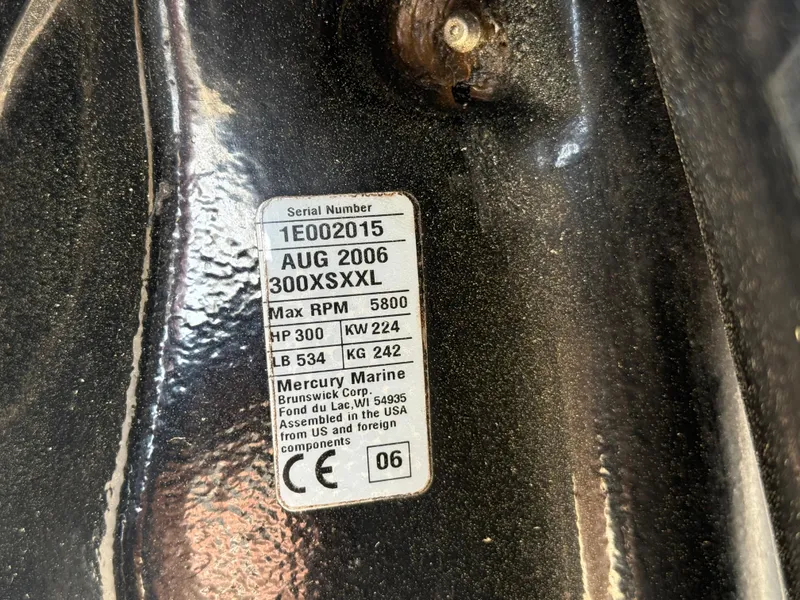 Serial Number
1E002015
AUG 2006
300XSXXL
Max RPM 5800
HP 300 KW 224
LB 534 KG 242
Mercury Marine
Brunswick Corp.
Fond du Lac,WI 54935
Assembled in the USA
from US and foreign
components
CE 06